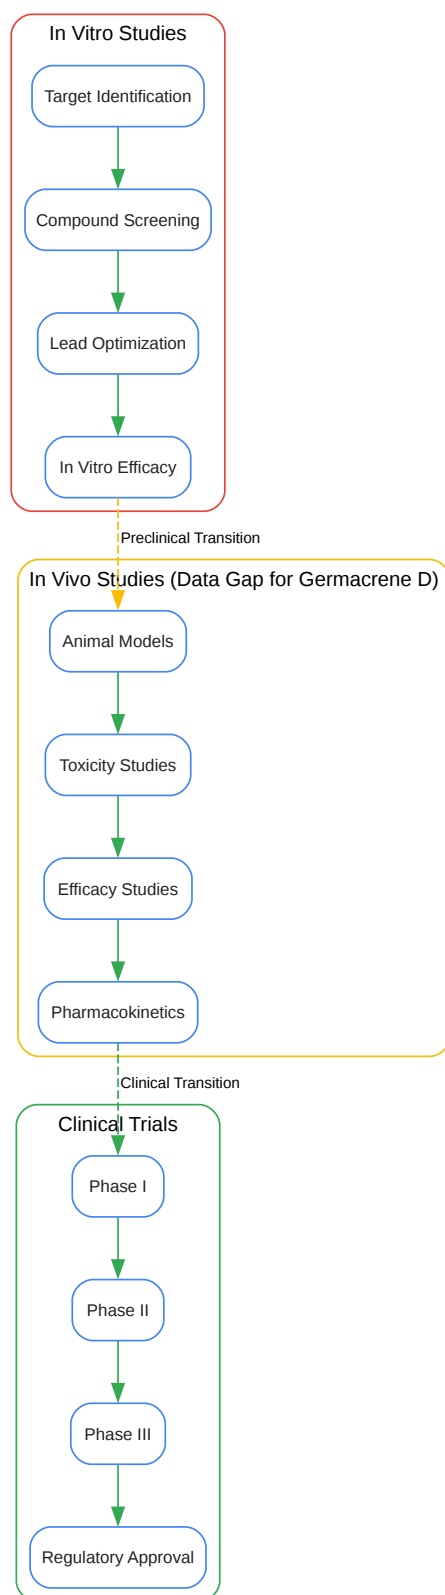 In Vitro Studies
Target Identification
Compound Screening
Lead Optimization
In Vitro Efficacy
Preclinical Transition
In Vivo Studies (Data Gap for Germacrene D)
Animal Models
Toxicity Studies
Efficacy Studies
Pharmacokinetics
Clinical Transition
Clinical Trials
Phase I
Phase II
Phase III
Regulatory Approval